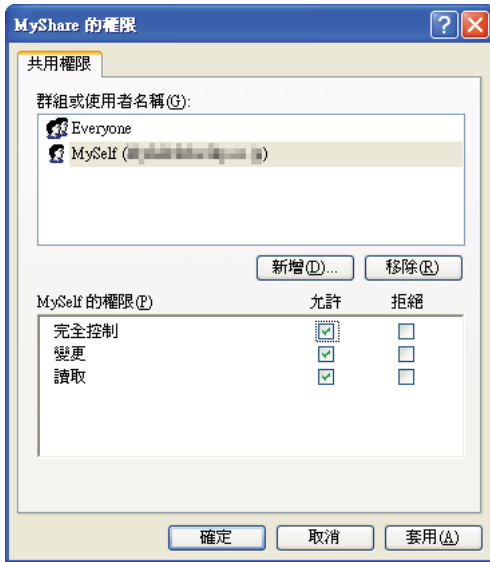 MyShare 的權限
共用權限
群組或使用者名稱(G):
Everyone
MySelf ( )
新增(D)... 移除(R)
MySelf 的權限(P) 允許 拒絕
完全控制
變更
讀取
確定 取消 套用(A)